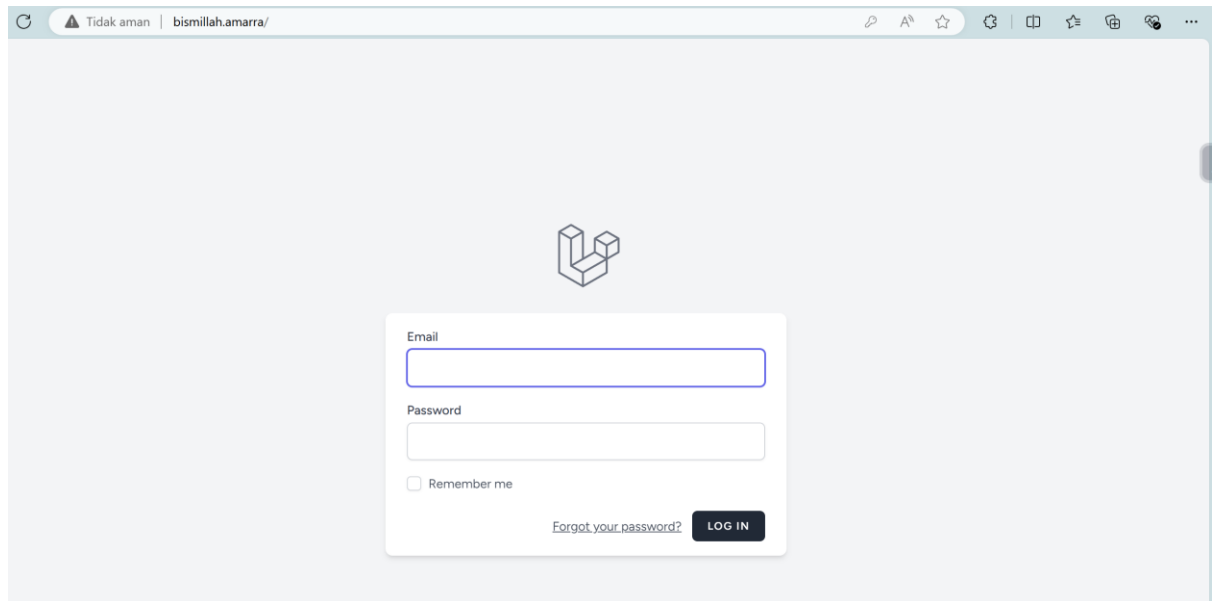 Tidak aman | bismillah.amarra/
Email
Password
Remember me
Forgot your password? LOG IN